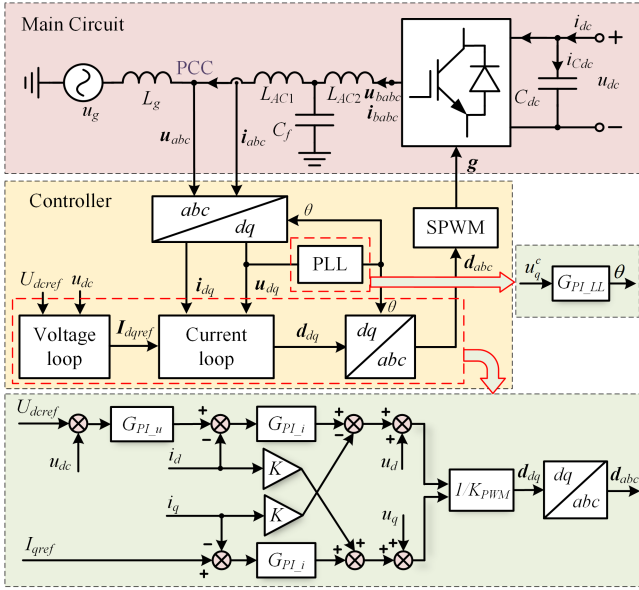 Main Circuit
i_dc
+
PCC
i_Cdc
u_dc
L_g
L_AC1
L_AC2
u_babc
i_babc
C_dc
u_g
C_f
u_abc
i_abc
−
g
Controller
abc
dq
θ
SPWM
PLL
d_abc
U_dcref
u_dc
i_dq
u_dq
θ
u_q^c
G_PI_LL
θ
Voltage loop
I_dqref
Current loop
d_dq
dq
abc
U_dcref
G_PI_u
+
−
G_PI_i
+
−
+
+
u_dc
i_d
K
u_d
i_q
K
u_q
1/K_PWM
d_dq
dq
abc
d_abc
I_qref
−
+
G_PI_i
+
+
+
+